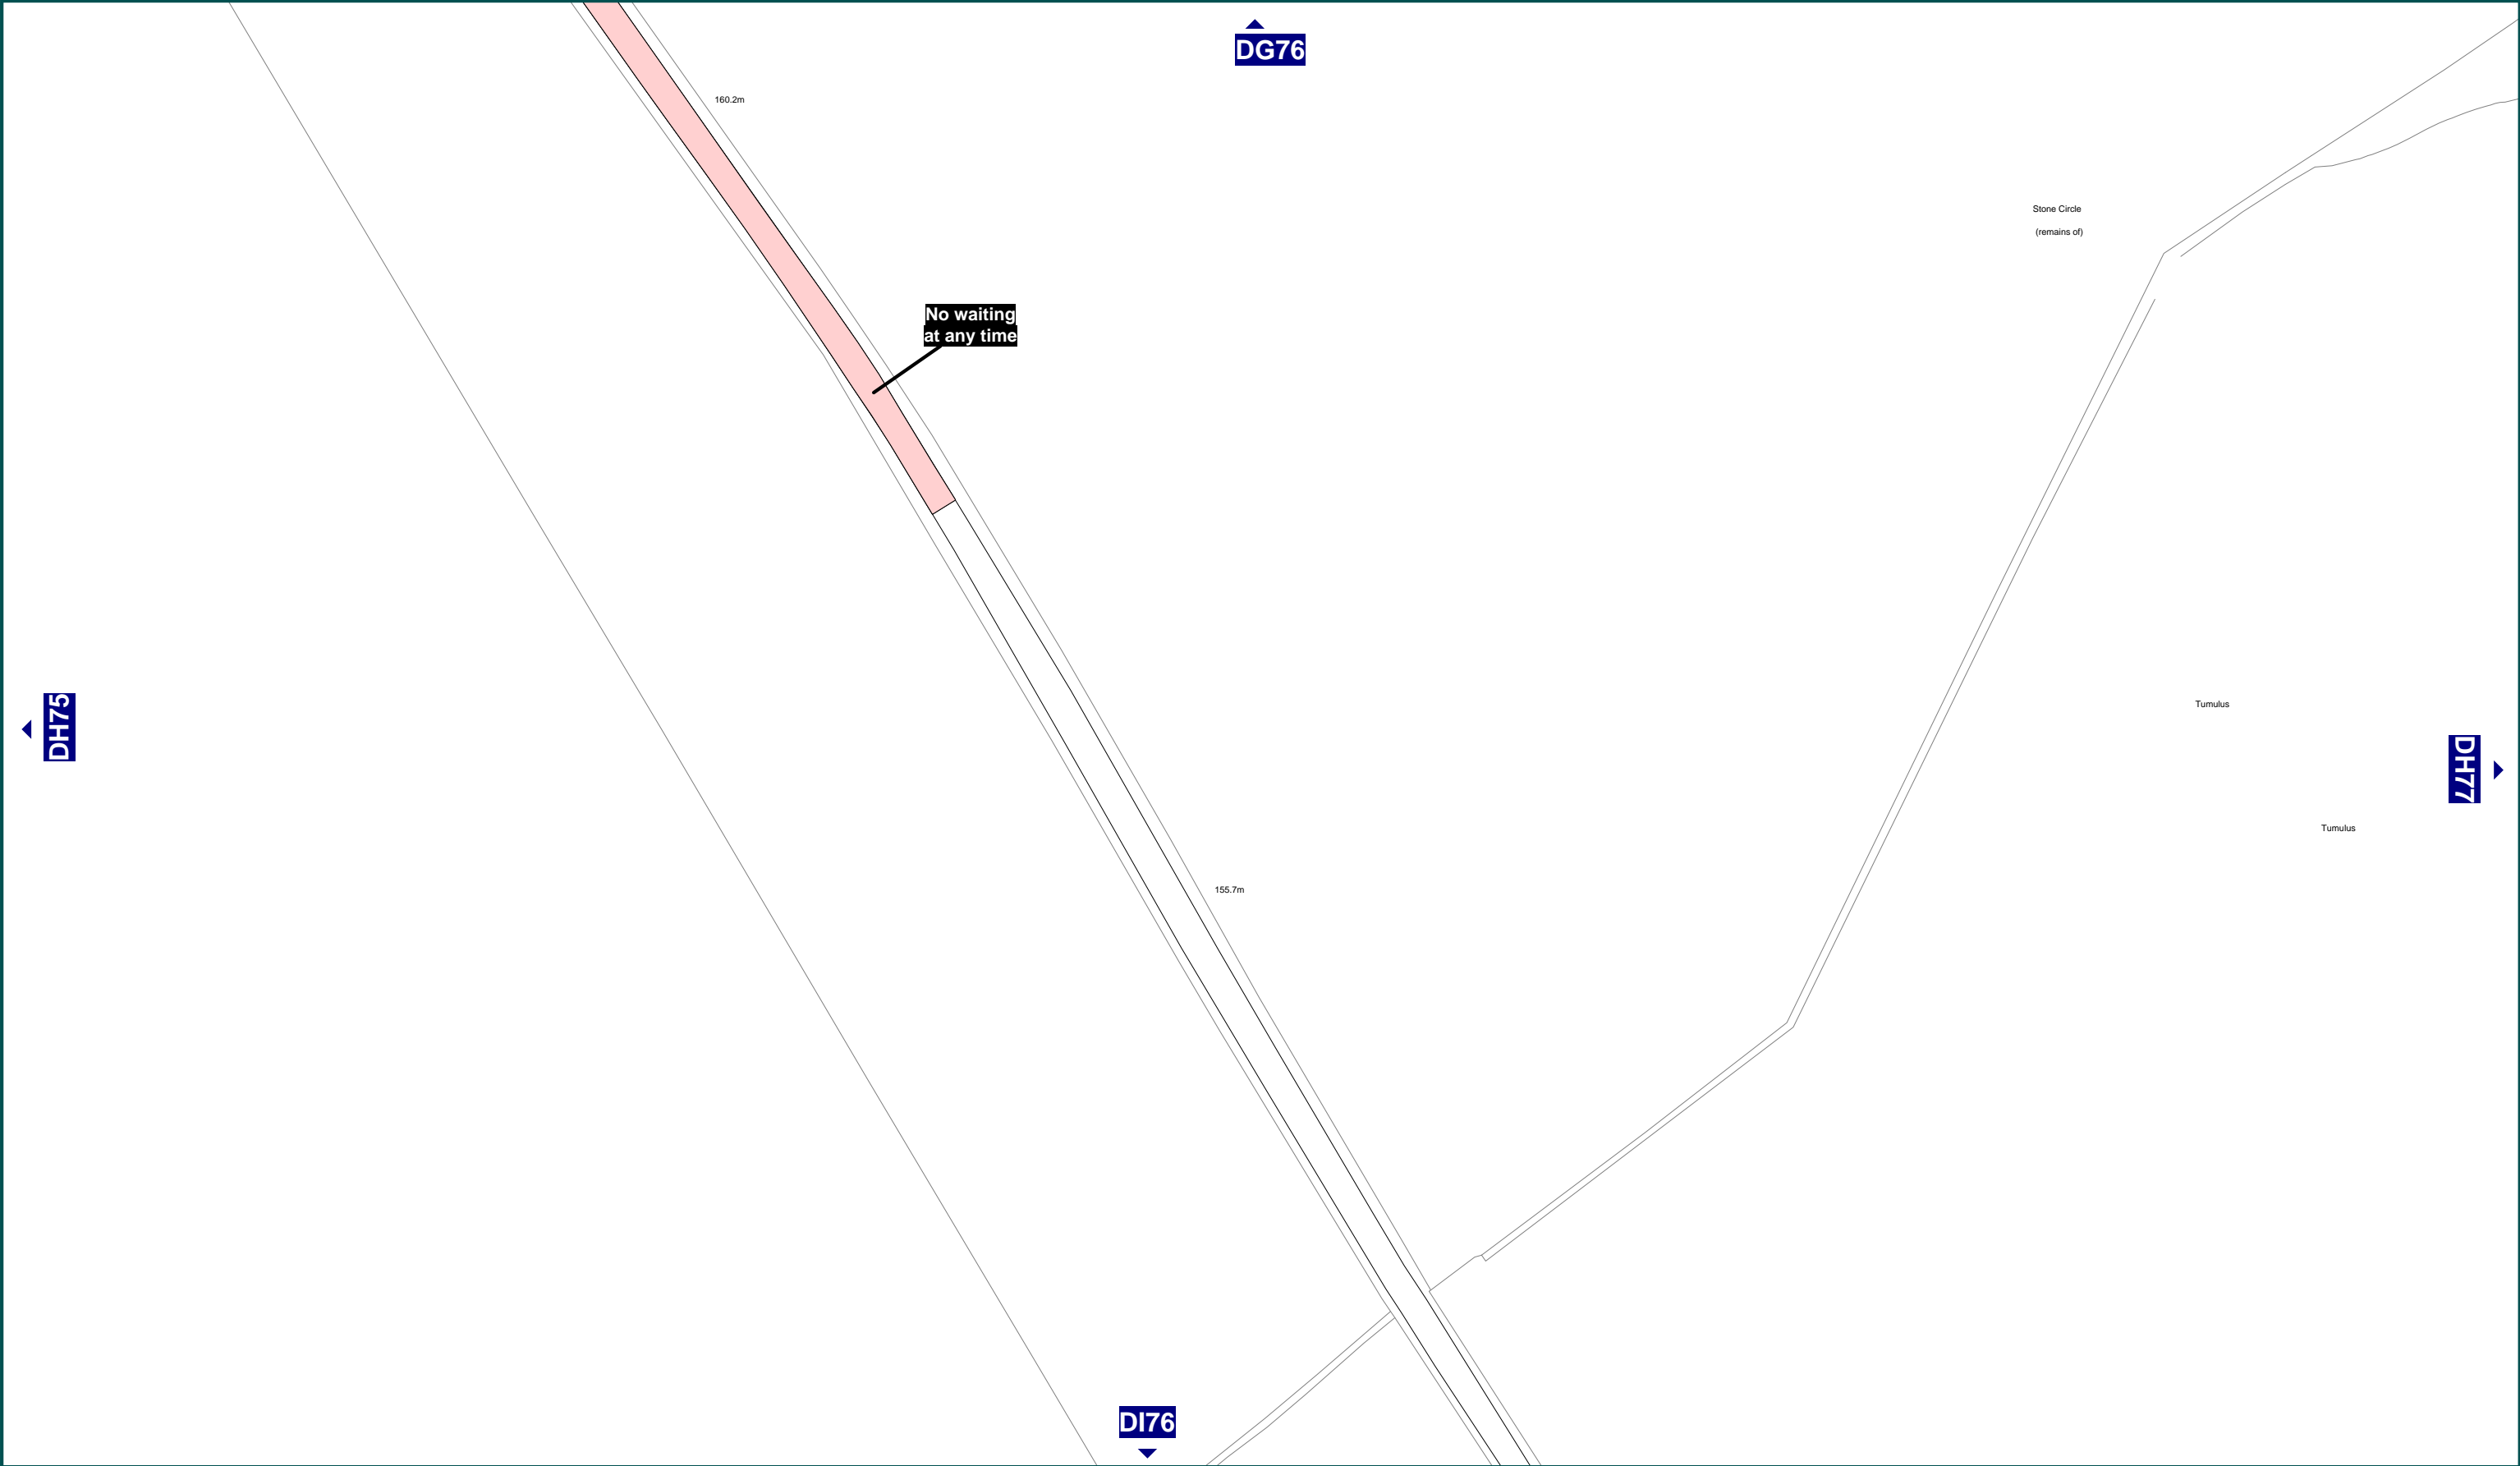 DG76
160.2m
Stone Circle
(remains of)
No waiting
at any time
DH75
Tumulus
DH77
Tumulus
155.7m
DI76